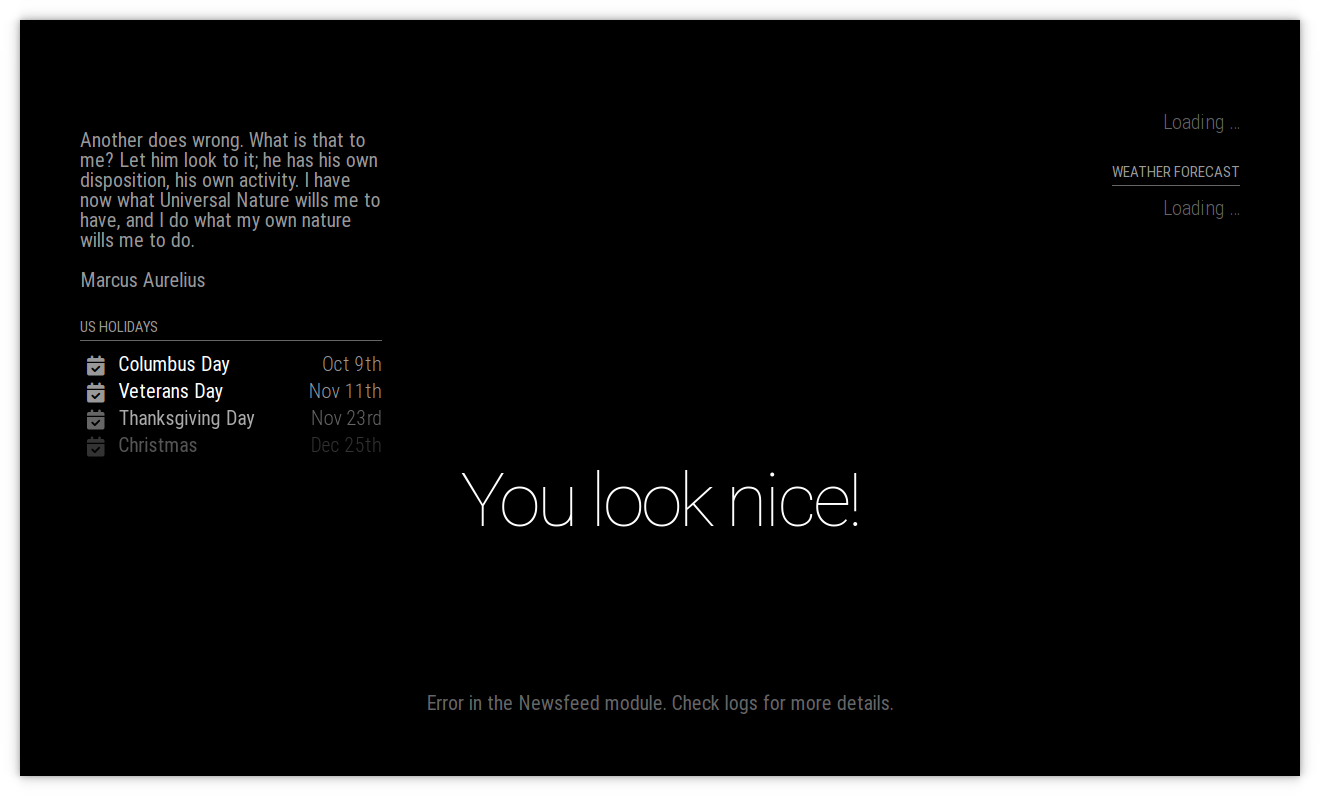 Another does wrong. What is that to
me? Let him look to it; he has his own
disposition, his own activity. I have
now what Universal Nature wills me to
have, and I do what my own nature
wills me to do.
Marcus Aurelius
US HOLIDAYS
Columbus Day Oct 9th
Veterans Day Nov 11th
Thanksgiving Day Nov 23rd
Christmas Dec 25th
Loading ...
WEATHER FORECAST
Loading ...
You look nice!
Error in the Newsfeed module. Check logs for more details.